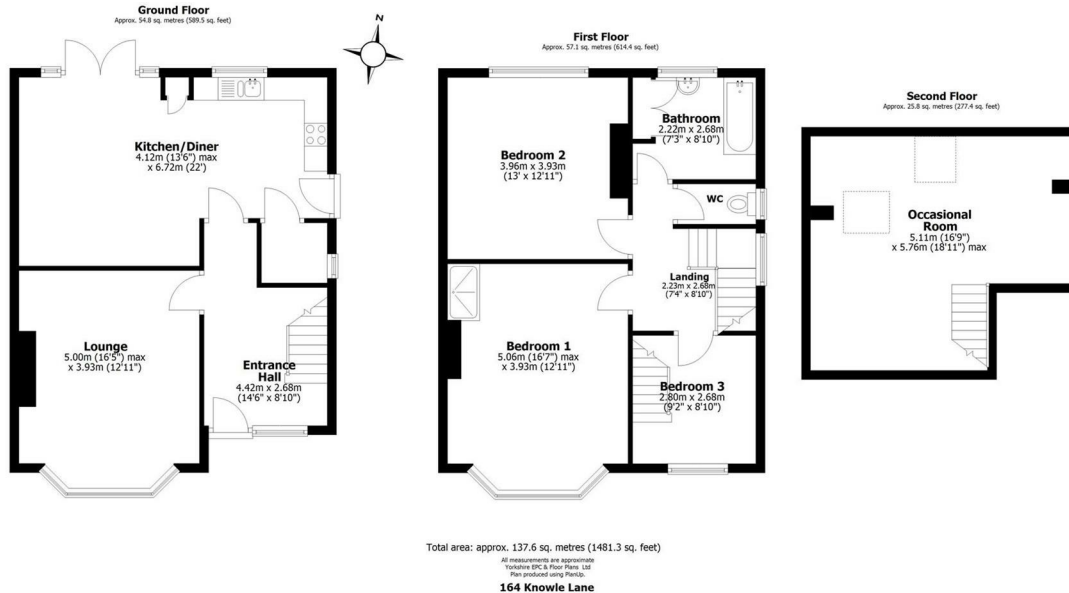 Ground Floor
Approx. 54.8 sq. metres (589.5 sq. feet)
N
Kitchen/Diner
4.12m (13'6") max
x 6.72m (22')
Lounge
5.00m (16'5") max
x 3.93m (12'11")
Entrance
Hall
4.42m x 2.68m
(14'6" x 8'10")
First Floor
Approx. 57.1 sq. metres (614.4 sq. feet)
Bedroom 2
3.96m x 3.93m
(13' x 12'11")
Bathroom
2.22m x 2.68m
(7'3" x 8'10")
WC
Landing
2.23m x 2.68m
(7'4" x 8'10")
Bedroom 1
5.06m (16'7") max
x 3.93m (12'11")
Bedroom 3
2.80m x 2.68m
(9'2" x 8'10")
Second Floor
Approx. 25.8 sq. metres (277.4 sq. feet)
Occasional
Room
5.11m (16'9")
x 5.76m (18'11") max
Total area: approx. 137.6 sq. metres (1481.3 sq. feet)
All measurements are approximate
Yorkshire EPC & Floor Plans Ltd
Plan produced using PlanUp.
164 Knowle Lane